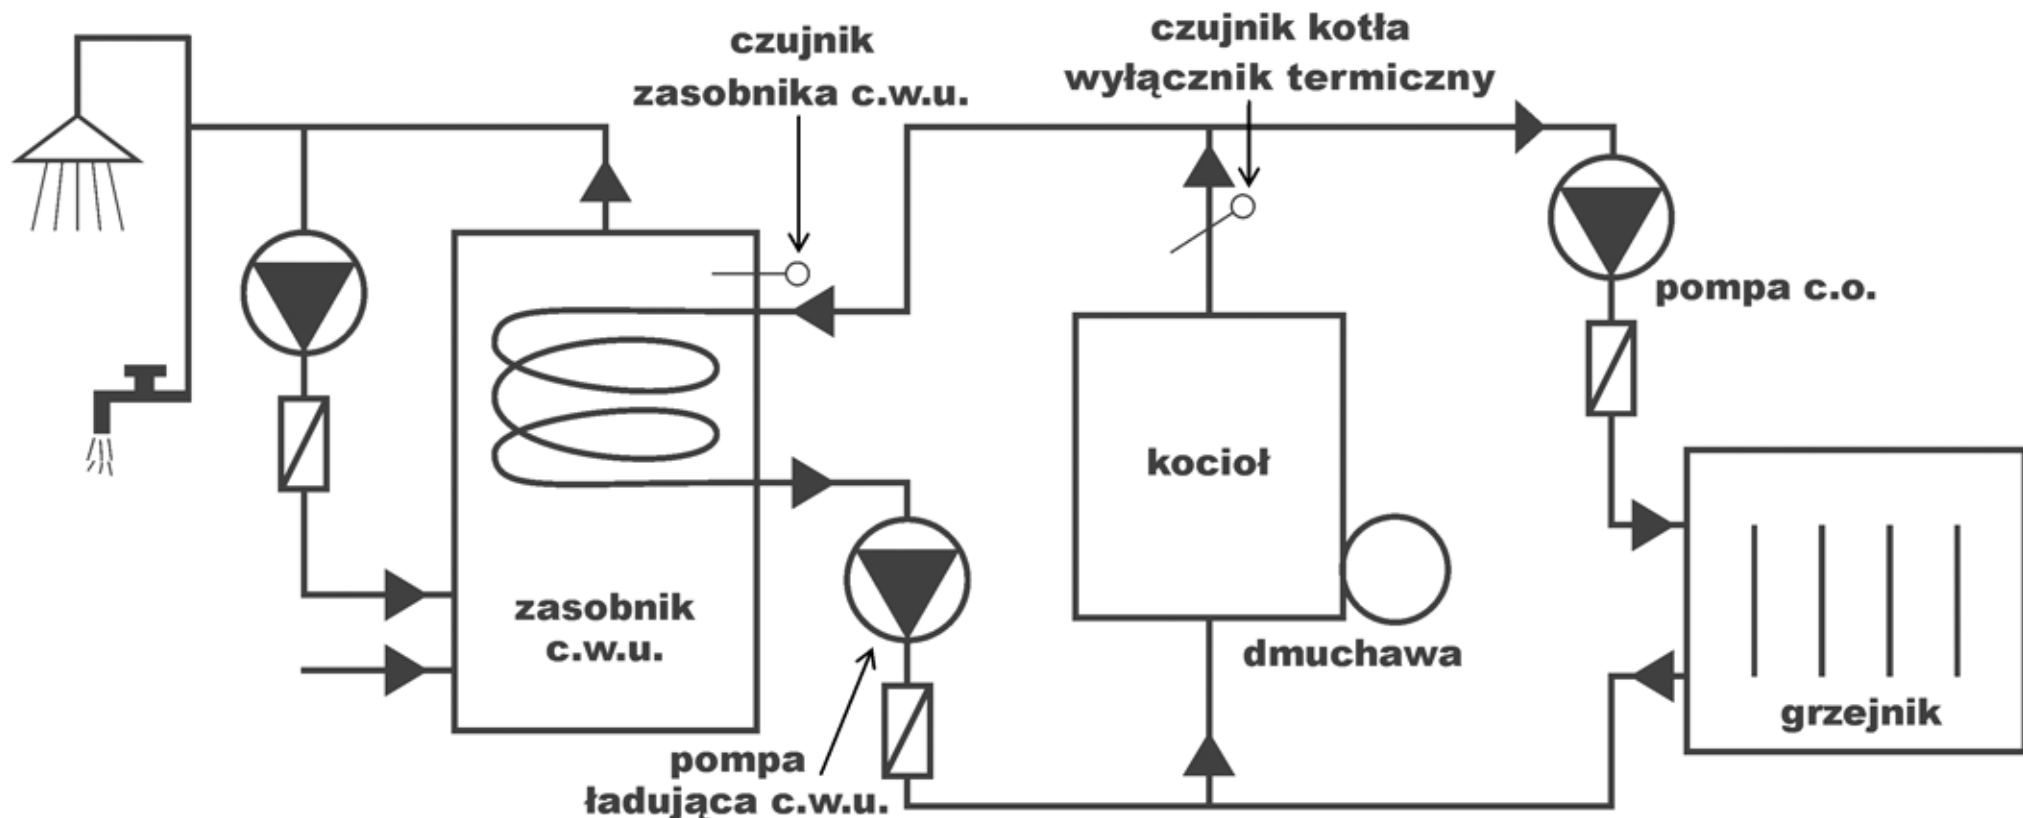 czujnik
zasobnika c.w.u.
czujnik kotła
wyłącznik termiczny
pompa c.o.
kocioł
zasobnik
c.w.u.
dmuchawa
grzejnik
pompa
ładująca c.w.u.